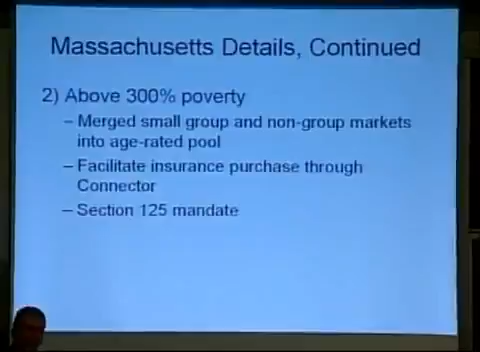 Massachusetts Details, Continued
2) Above 300% poverty
– Merged small group and non-group markets
into age-rated pool
– Facilitate insurance purchase through
Connector
– Section 125 mandate